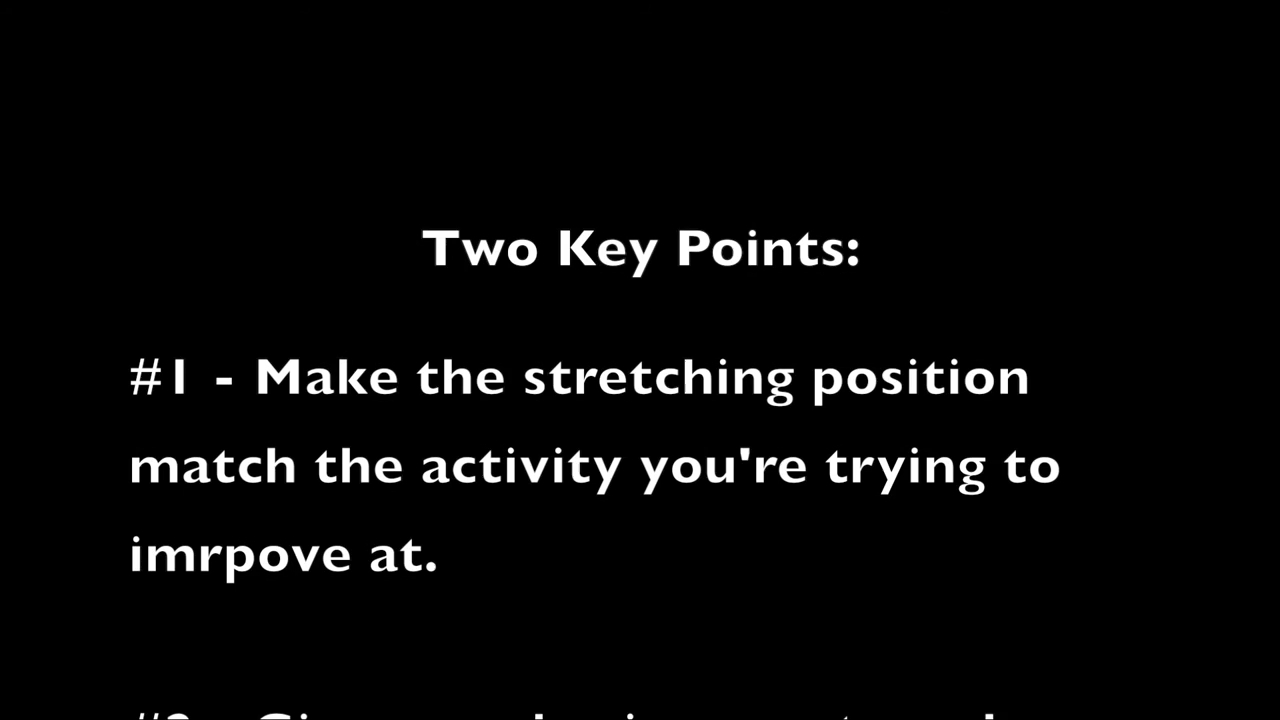 Two Key Points:
#1 - Make the stretching position
match the activity you're trying to
imrpove at.